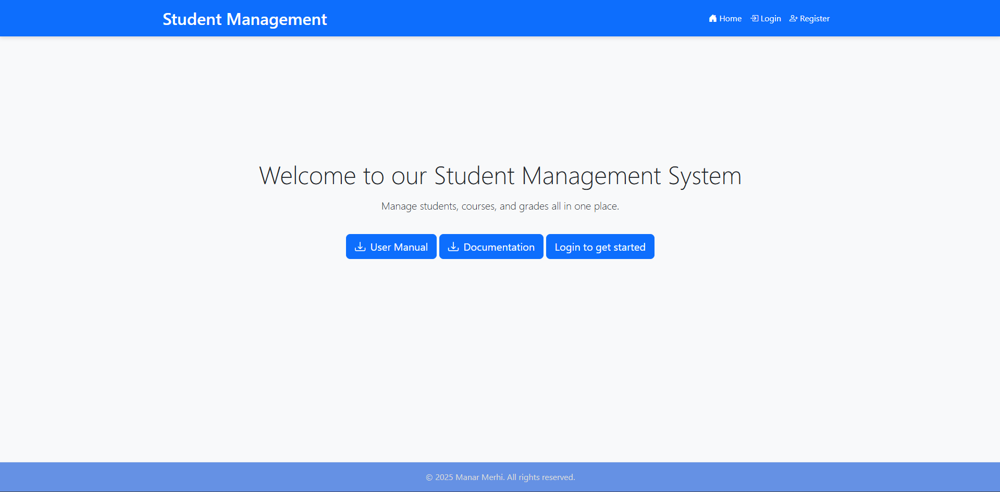 Student Management
Home Login Register
Welcome to our Student Management System
Manage students, courses, and grades all in one place.
User Manual Documentation Login to get started
© 2025 Manar Merhi. All rights reserved.